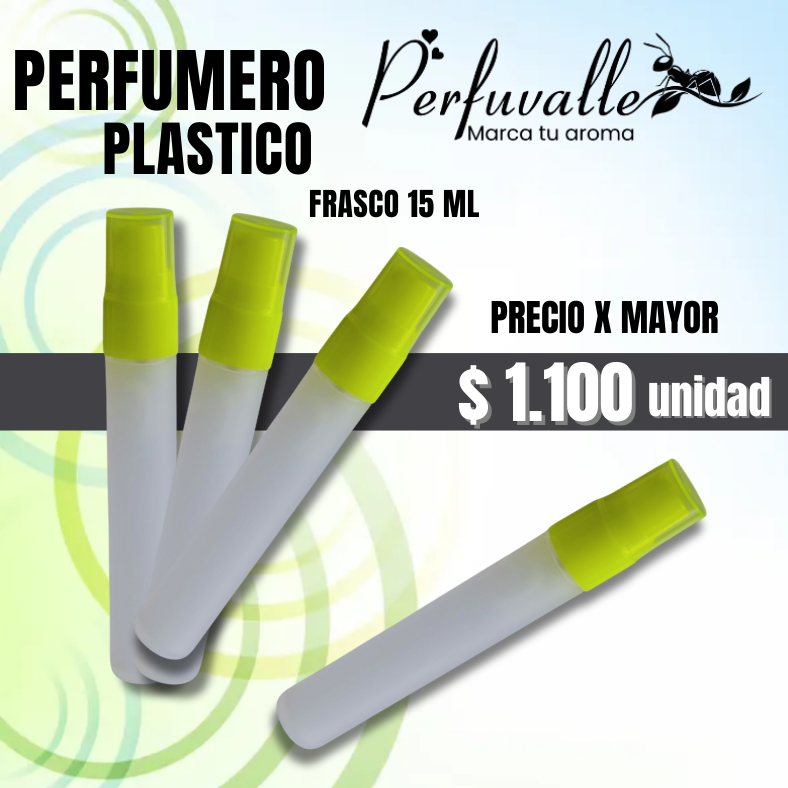 PERFUMERO
PLASTICO
Perfuvalle
Marca tu aroma
FRASCO 15 ML
PRECIO X MAYOR
$ 1.100 unidad